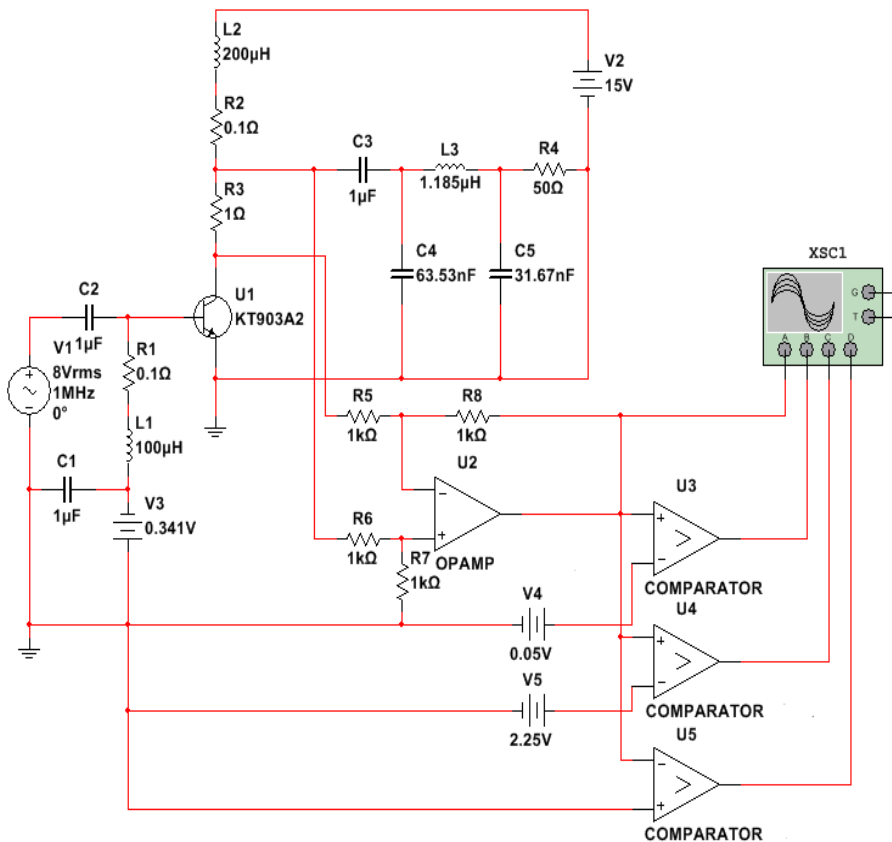 L2
200µH
V2
15V
R2
0.1Ω
C3
1µF
L3
1.185µH
R4
50Ω
R3
1Ω
C4
63.53nF
C5
31.67nF
XSC1
G
T
A B C D
C2
1µF
U1
KT903A2
V1
8Vrms
1MHz
0°
R1
0.1Ω
L1
100µH
C1
1µF
V3
0.341V
R5
1kΩ
R8
1kΩ
U2
OPAMP
R6
1kΩ
R7
1kΩ
U3
COMPARATOR
V4
0.05V
U4
COMPARATOR
V5
2.25V
U5
COMPARATOR